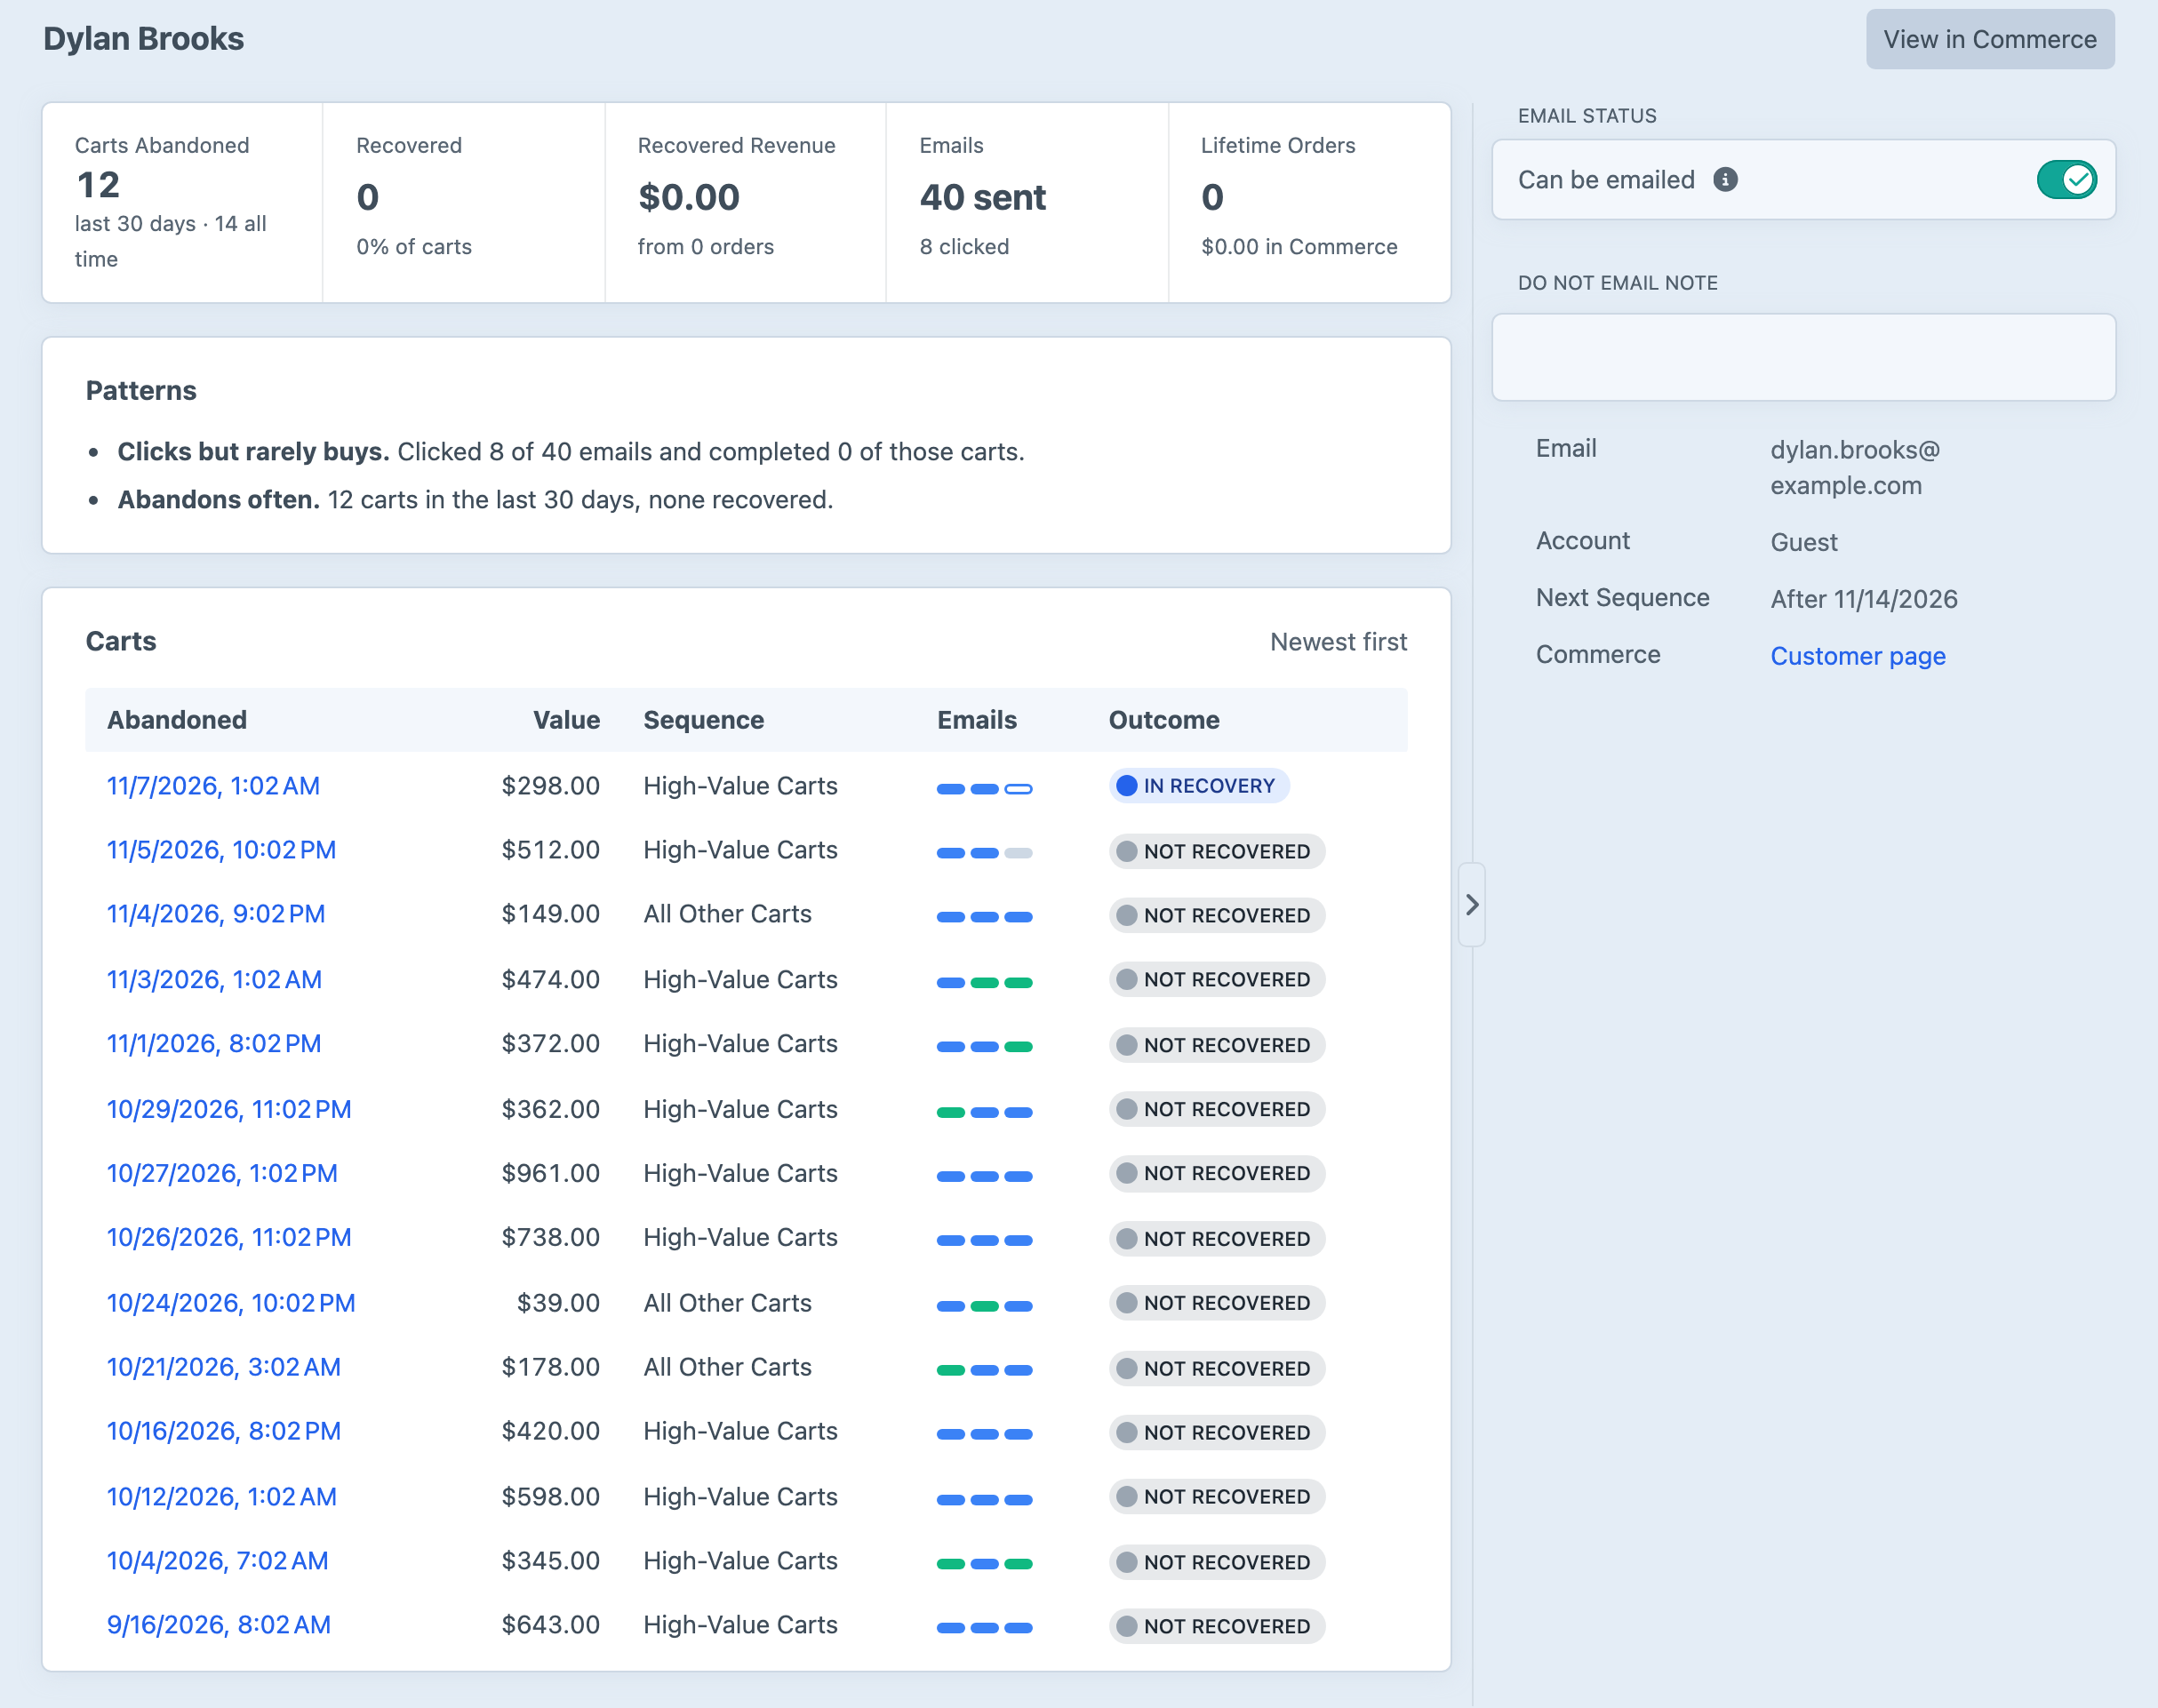 Dylan Brooks
View in Commerce
Carts Abandoned
12
last 30 days · 14 all
time
Recovered
0
0% of carts
Recovered Revenue
$0.00
from 0 orders
Emails
40 sent
8 clicked
Lifetime Orders
0
$0.00 in Commerce
Patterns
• Clicks but rarely buys. Clicked 8 of 40 emails and completed 0 of those carts.
• Abandons often. 12 carts in the last 30 days, none recovered.
Carts
Newest first
Abandoned Value Sequence Emails Outcome
11/7/2026, 1:02 AM $298.00 High-Value Carts IN RECOVERY
11/5/2026, 10:02 PM $512.00 High-Value Carts NOT RECOVERED
11/4/2026, 9:02 PM $149.00 All Other Carts NOT RECOVERED
11/3/2026, 1:02 AM $474.00 High-Value Carts NOT RECOVERED
11/1/2026, 8:02 PM $372.00 High-Value Carts NOT RECOVERED
10/29/2026, 11:02 PM $362.00 High-Value Carts NOT RECOVERED
10/27/2026, 1:02 PM $961.00 High-Value Carts NOT RECOVERED
10/26/2026, 11:02 PM $738.00 High-Value Carts NOT RECOVERED
10/24/2026, 10:02 PM $39.00 All Other Carts NOT RECOVERED
10/21/2026, 3:02 AM $178.00 All Other Carts NOT RECOVERED
10/16/2026, 8:02 PM $420.00 High-Value Carts NOT RECOVERED
10/12/2026, 1:02 AM $598.00 High-Value Carts NOT RECOVERED
10/4/2026, 7:02 AM $345.00 High-Value Carts NOT RECOVERED
9/16/2026, 8:02 AM $643.00 High-Value Carts NOT RECOVERED
EMAIL STATUS
Can be emailed
DO NOT EMAIL NOTE
Email dylan.brooks@
example.com
Account Guest
Next Sequence After 11/14/2026
Commerce Customer page